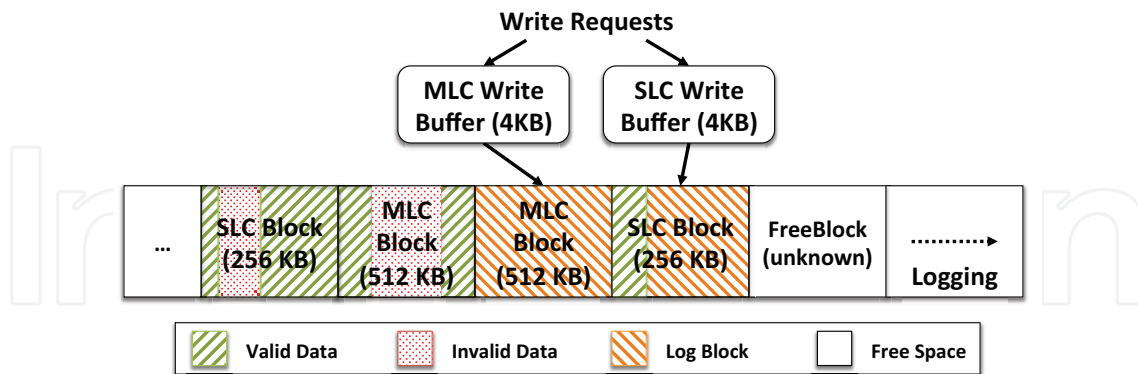 Write Requests
MLC Write
Buffer (4KB)
SLC Write
Buffer (4KB)
...
SLC Block
(256 KB)
MLC
Block
(512 KB)
MLC
Block
(512 KB)
SLC Block
(256 KB)
FreeBlock
(unknown)
Logging
Valid Data
Invalid Data
Log Block
Free Space